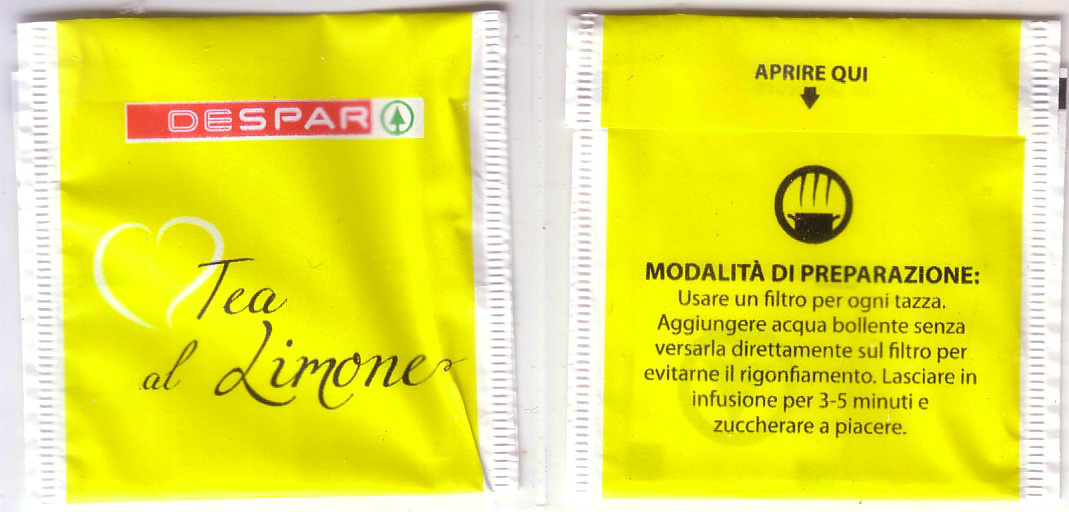 DESPAR
Tea
al Limone
APRIRE QUI
MODALITÀ DI PREPARAZIONE:
Usare un filtro per ogni tazza.
Aggiungere acqua bollente senza
versarla direttamente sul filtro per
evitarne il rigonfiamento. Lasciare in
infusione per 3-5 minuti e
zuccherare a piacere.